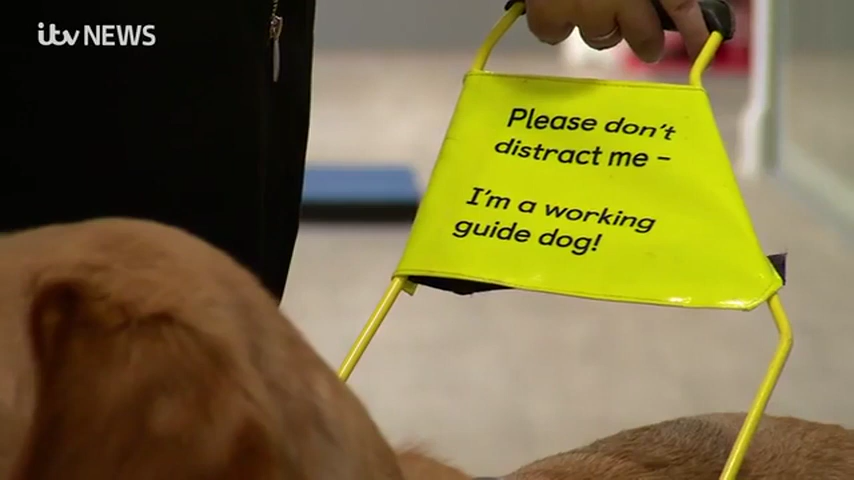 itv NEWS
Please don't
distract me –
I'm a working
guide dog!